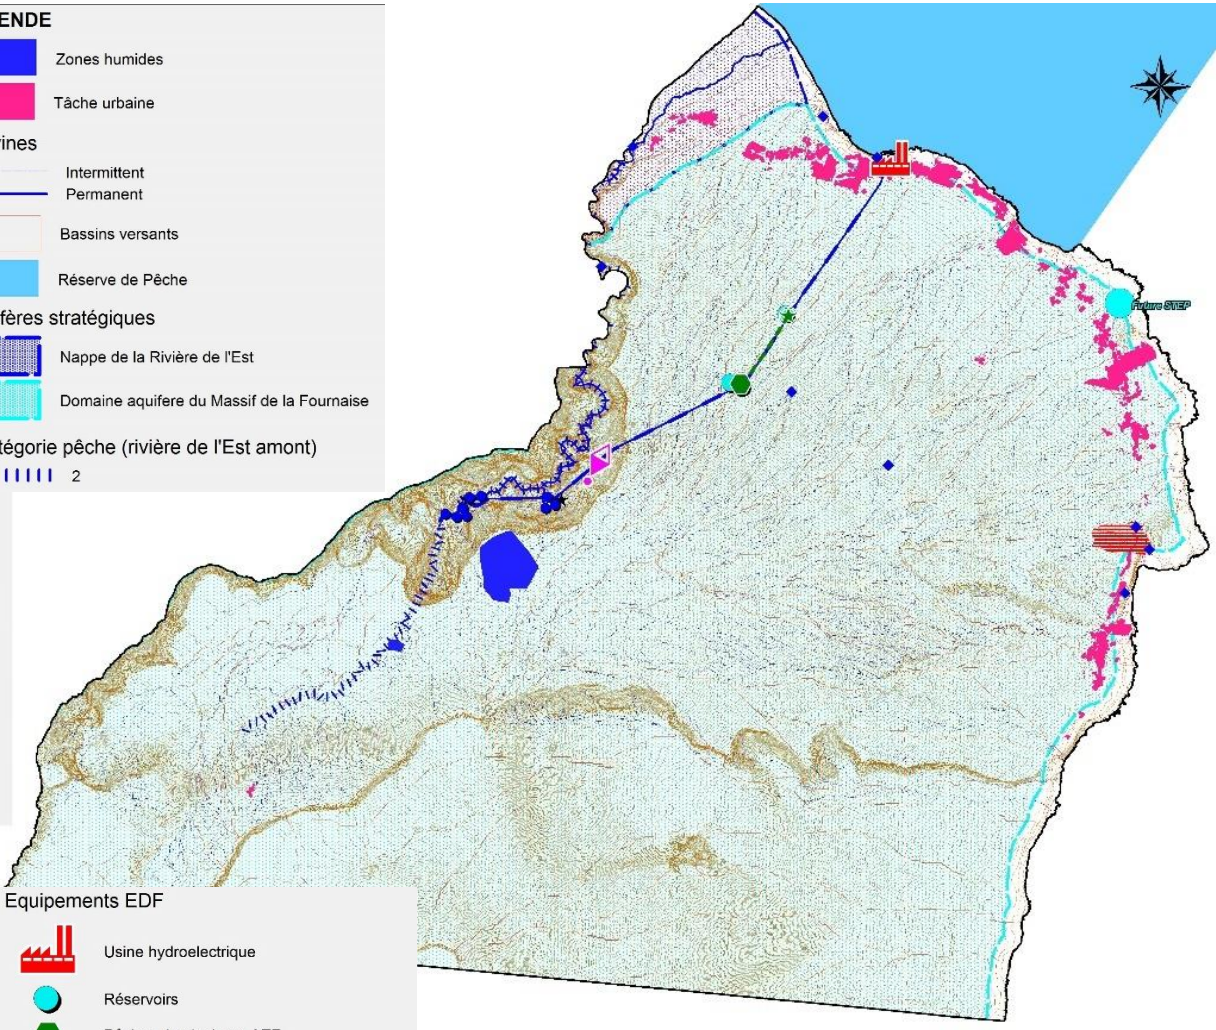 ENDE
Zones humides
Tâche urbaine
ines
Intermittent
Permanent
Bassins versants
Réserve de Pêche
fères stratégiques
Nappe de la Rivière de l'Est
Domaine aquifere du Massif de la Fournaise
tégorie pêche (rivière de l'Est amont)
2
Future STEP
Equipements EDF
Usine hydroelectrique
Réservoirs